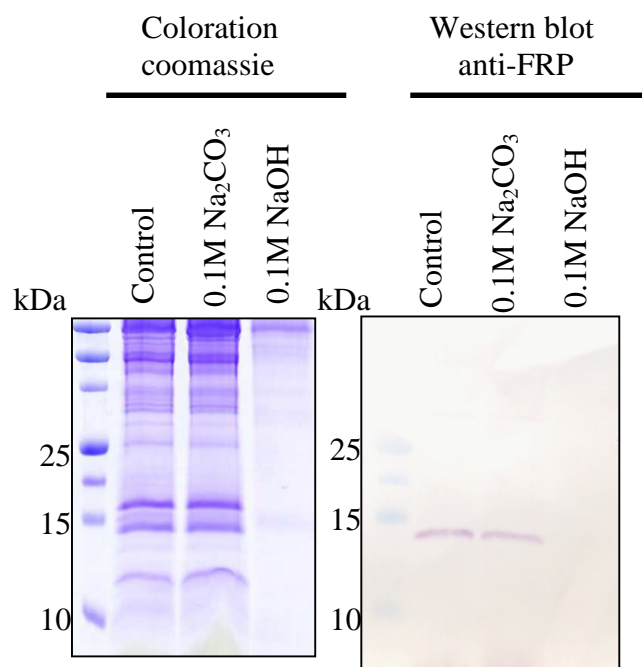 Coloration
coomassie
Western blot
anti-FRP
Control
0.1M Na₂CO₃
0.1M NaOH
Control
0.1M Na₂CO₃
0.1M NaOH
kDa
kDa
25
15
10
25
15
10